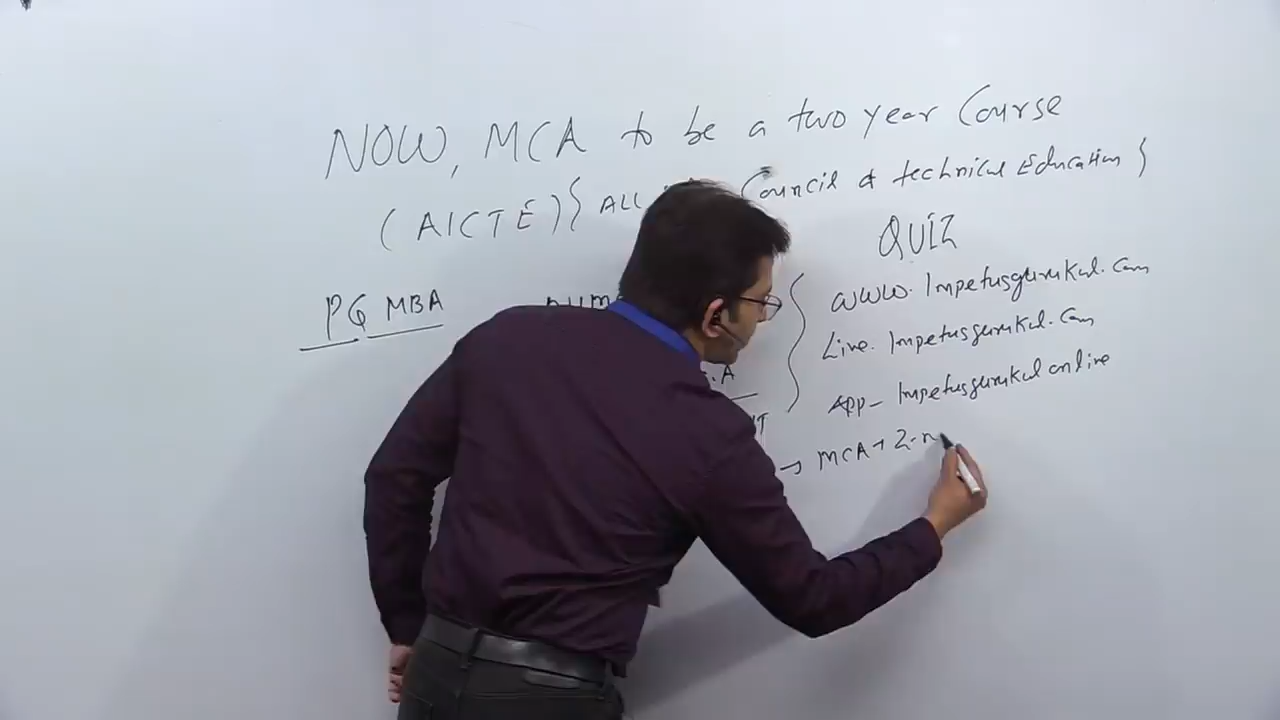 NOW, MCA to be a two year Course
(AICTE) { ALL Council of technical Education }
QUIZ
PG MBA
www. Impetusgurukul.com
Live. Impetusgurukul.com
App- Impetusgurukul online
→ MCA → 2